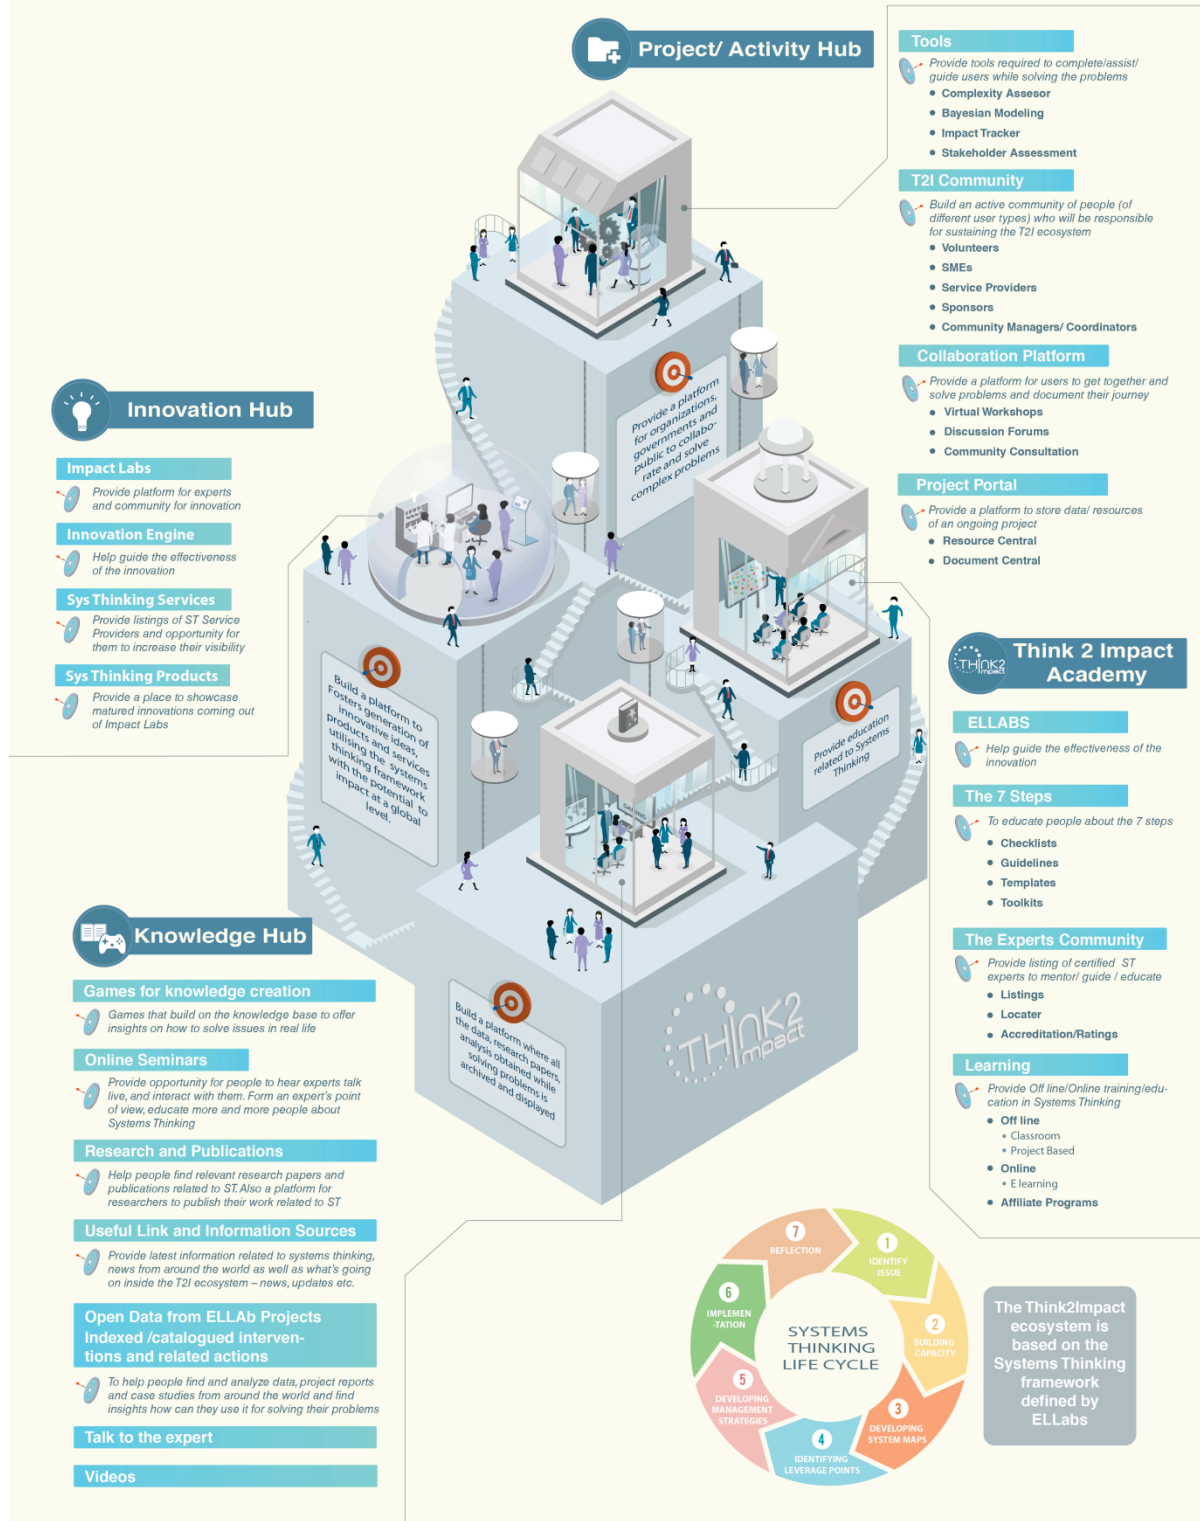 Project/ Activity Hub
Tools
Provide tools required to complete/assist/
guide users while solving the problems
Complexity Assesor
Bayesian Modeling
Impact Tracker
Stakeholder Assessment
T2I Community
Build an active community of people (of
different user types) who will be responsible
for sustaining the T2I ecosystem
Volunteers
SMEs
Service Providers
Sponsors
Community Managers/ Coordinators
Collaboration Platform
Provide a platform for users to get together and
solve problems and document their journey
Virtual Workshops
Discussion Forums
Community Consultation
Project Portal
Provide a platform to store data/ resources
of an ongoing project
Resource Central
Document Central
Provide a platform
for organizations,
governments and
public to collabo-
rate and solve
complex problems
Innovation Hub
Impact Labs
Provide platform for experts
and community for innovation
Innovation Engine
Help guide the effectiveness
of the innovation
Sys Thinking Services
Provide listings of ST Service
Providers and opportunity for
them to increase their visibility
Sys Thinking Products
Provide a place to showcase
matured innovations coming out
of Impact Labs
Build a platform to
Fosters generation of
innovative ideas,
products and services
utilising the systems
thinking framework
with the potential to
impact at a global
level.
Provide education
related to Systems
Thinking
GAMING
THink2
Impact
Think 2 Impact
Academy
ELLABS
Help guide the effectiveness of the
innovation
The 7 Steps
To educate people about the 7 steps
Checklists
Guidelines
Templates
Toolkits
The Experts Community
Provide listing of certified ST
experts to mentor/ guide / educate
Listings
Locater
Accreditation/Ratings
Learning
Provide Off line/Online training/edu-
cation in Systems Thinking
Off line
Classroom
Project Based
Online
E learning
Affiliate Programs
Knowledge Hub
Games for knowledge creation
Games that build on the knowledge base to offer
insights on how to solve issues in real life
Online Seminars
Provide opportunity for people to hear experts talk
live, and interact with them. Form an expert's point
of view, educate more and more people about
Systems Thinking
Research and Publications
Help people find relevant research papers and
publications related to ST. Also a platform for
researchers to publish their work related to ST
Useful Link and Information Sources
Provide latest information related to systems thinking,
news from around the world as well as what's going
on inside the T2I ecosystem – news, updates etc.
Open Data from ELLAb Projects
Indexed /catalogued interven-
tions and related actions
To help people find and analyze data, project reports
and case studies from around the world and find
insights how can they use it for solving their problems
Talk to the expert
Videos
Build a platform where all
the data, research papers,
analysis obtained while
solving problems is
archived and displayed
THink2
Impact
SYSTEMS
THINKING
LIFE CYCLE
1
IDENTIFY
ISSUE
2
BUILDING
CAPACITY
3
DEVELOPING
SYSTEM MAPS
4
IDENTIFYING
LEVERAGE POINTS
5
DEVELOPING
MANAGEMENT
STRATEGIES
6
IMPLEMEN
-TATION
7
REFLECTION
The Think2Impact
ecosystem is
based on the
Systems Thinking
framework
defined by
ELLabs